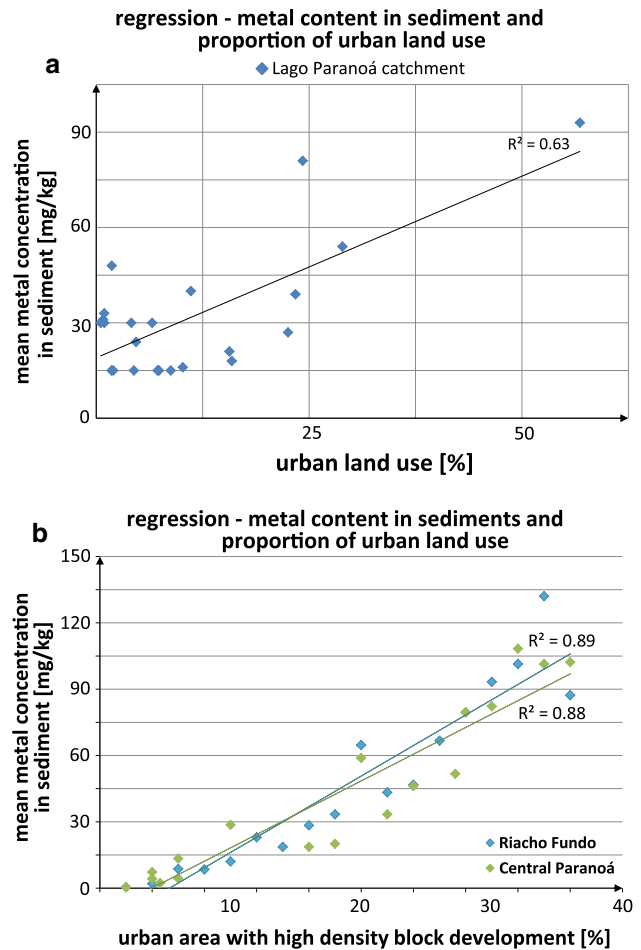 regression - metal content in sediment and
proportion of urban land use
a
Lago Paranoá catchment
R² = 0.63
90
60
30
0
mean metal concentration
in sediment [mg/kg]
25
50
urban land use [%]
b
regression - metal content in sediments and
proportion of urban land use
150
120
90
60
30
0
mean metal concentration
in sediment [mg/kg]
R² = 0.89
R² = 0.88
Riacho Fundo
Central Paranoá
10
20
30
40
urban area with high density block development [%]